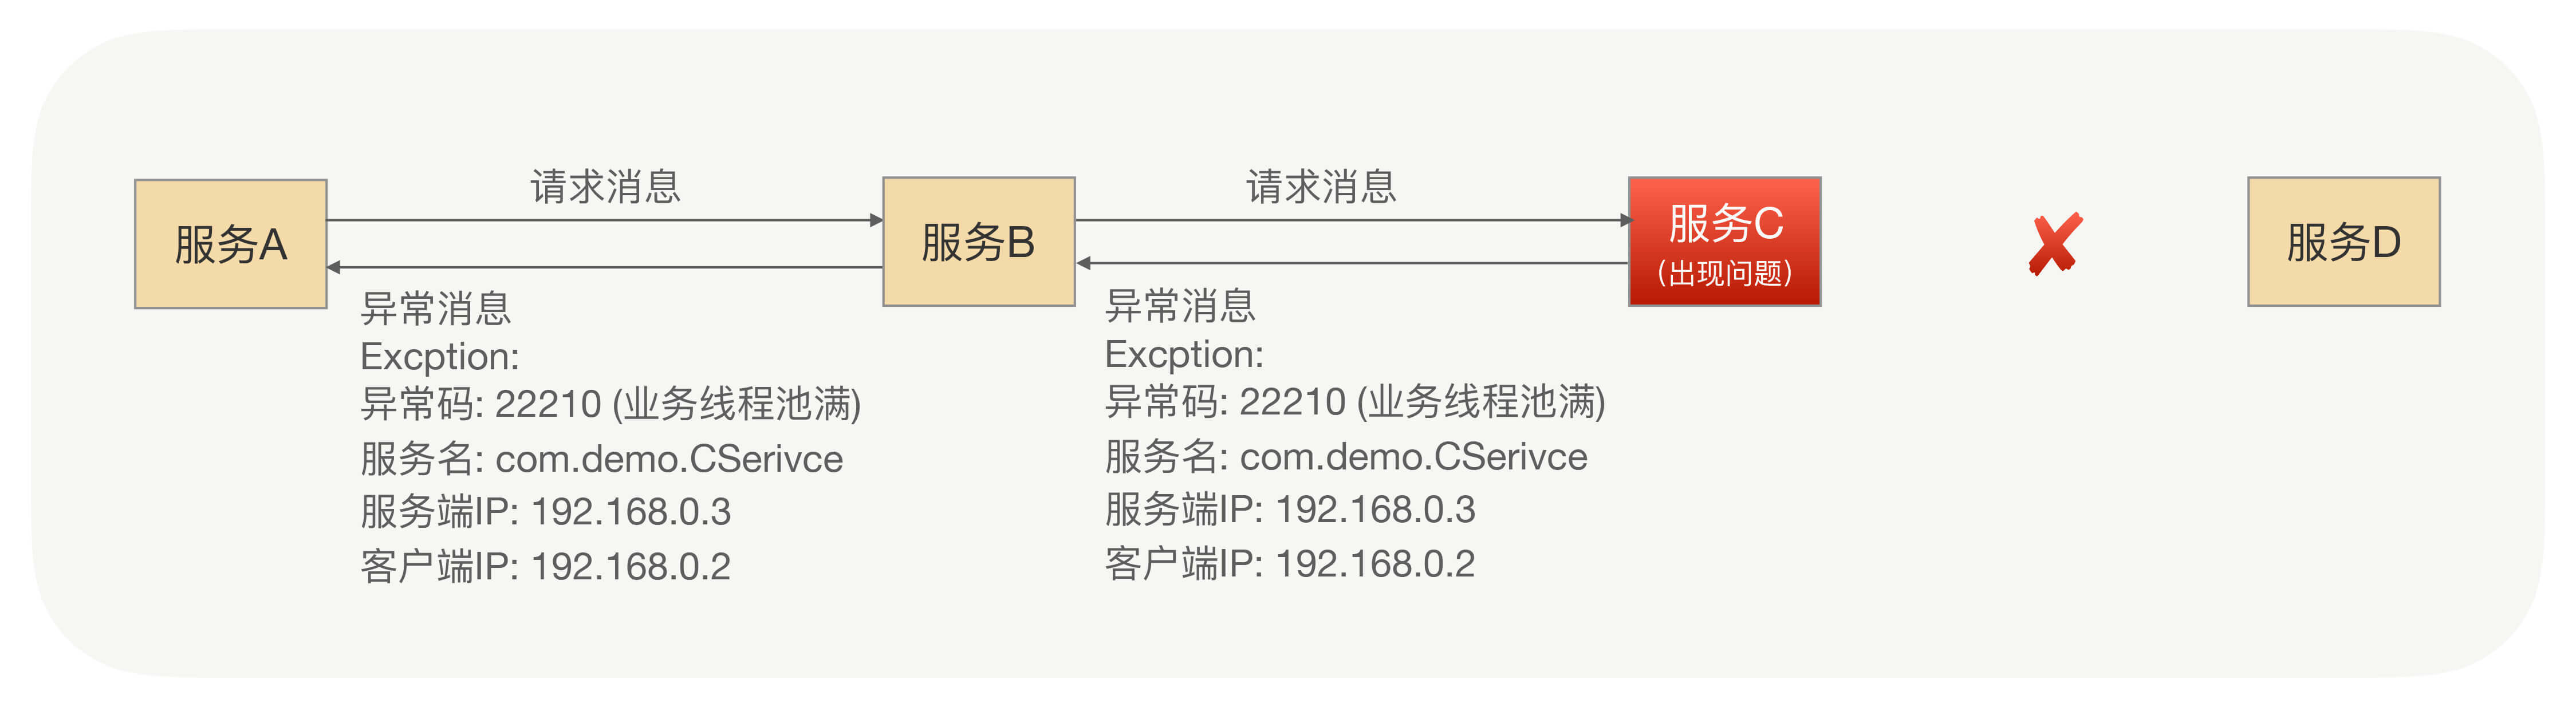 请求消息
请求消息
服务A
服务B
服务C
(出现问题)
服务D
异常消息
Excption:
异常码: 22210 (业务线程池满)
服务名: com.demo.CSerivce
服务端IP: 192.168.0.3
客户端IP: 192.168.0.2
异常消息
Excption:
异常码: 22210 (业务线程池满)
服务名: com.demo.CSerivce
服务端IP: 192.168.0.3
客户端IP: 192.168.0.2